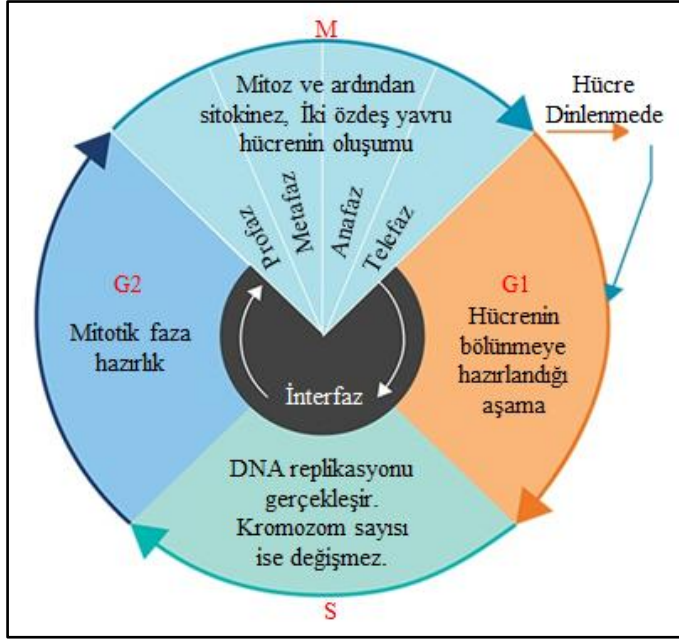 M
Mitoz ve ardından
sitokinez, İki özdeş yavru
hücrenin oluşumu
Profaz
Metafaz
Anafaz
Telefaz
Hücre
Dinlenmede
G1
Hücrenin
bölünmeye
hazırlandığı
aşama
G2
Mitotik faza
hazırlık
İnterfaz
DNA replikasyonu
gerçekleşir.
Kromozom sayısı
ise değişmez.
S